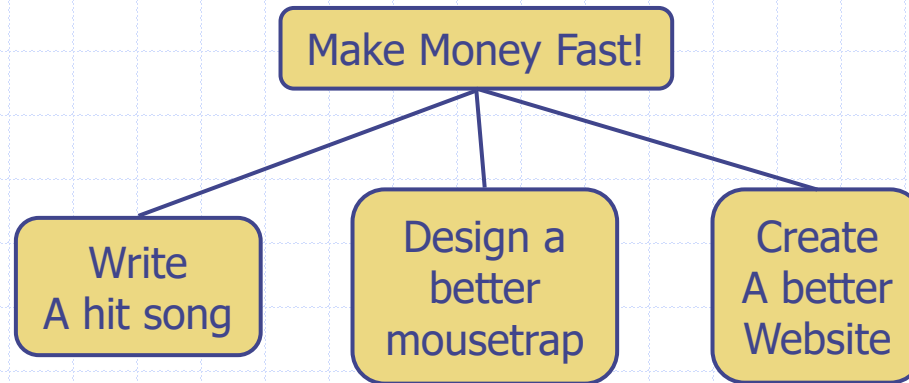 Make Money Fast!
Write
A hit song
Design a
better
mousetrap
Create
A better
Website